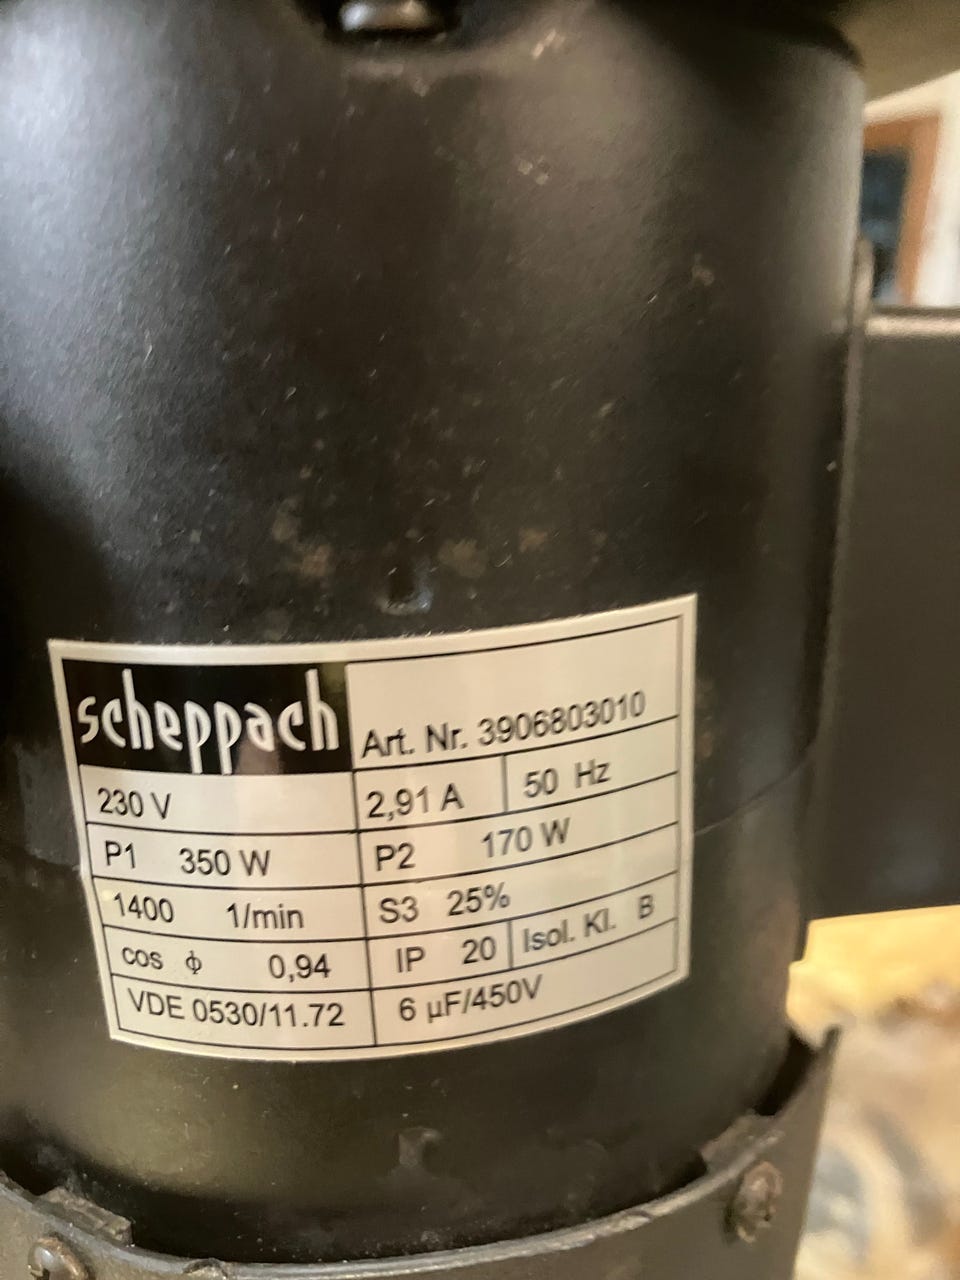 scheppach
Art. Nr. 3906803010
230 V 2,91 A 50 Hz
P1 350 W P2 170 W
1400 1/min S3 25%
cos ϕ 0,94 IP 20 Isol. Kl. B
VDE 0530/11.72 6 µF/450V